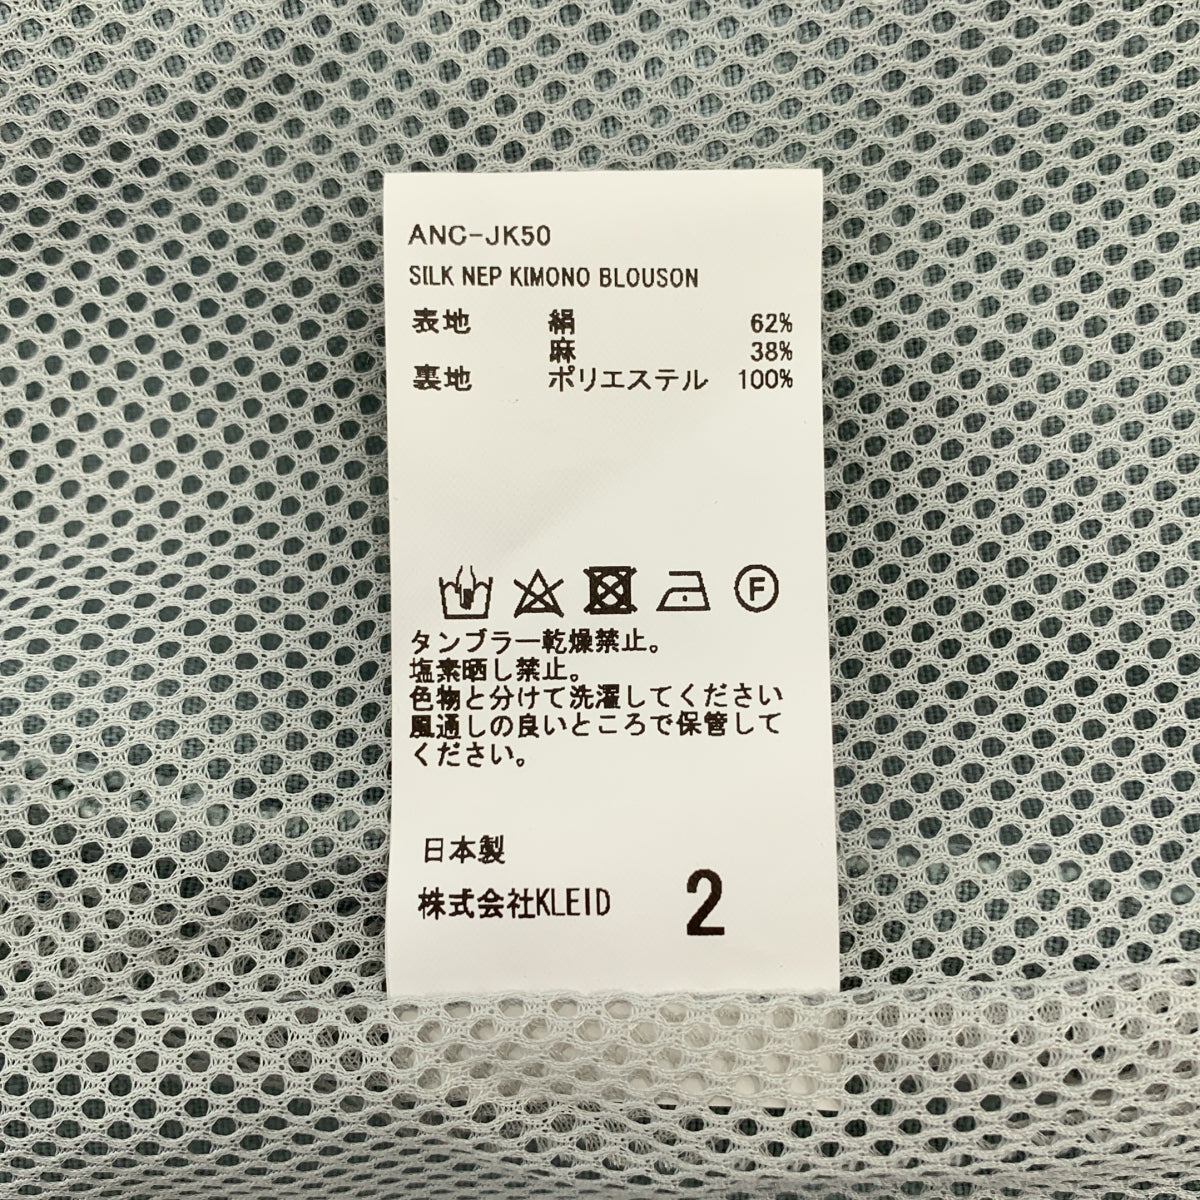 ANC-JK50
SILK NEP KIMONO BLOUSON
表地 絹 62%
麻 38%
裏地 ポリエステル 100%
F
タンブラー乾燥禁止。
塩素晒し禁止。
色物と分けて洗濯してください
風通しの良いところで保管して
ください。
日本製
株式会社KLEID 2